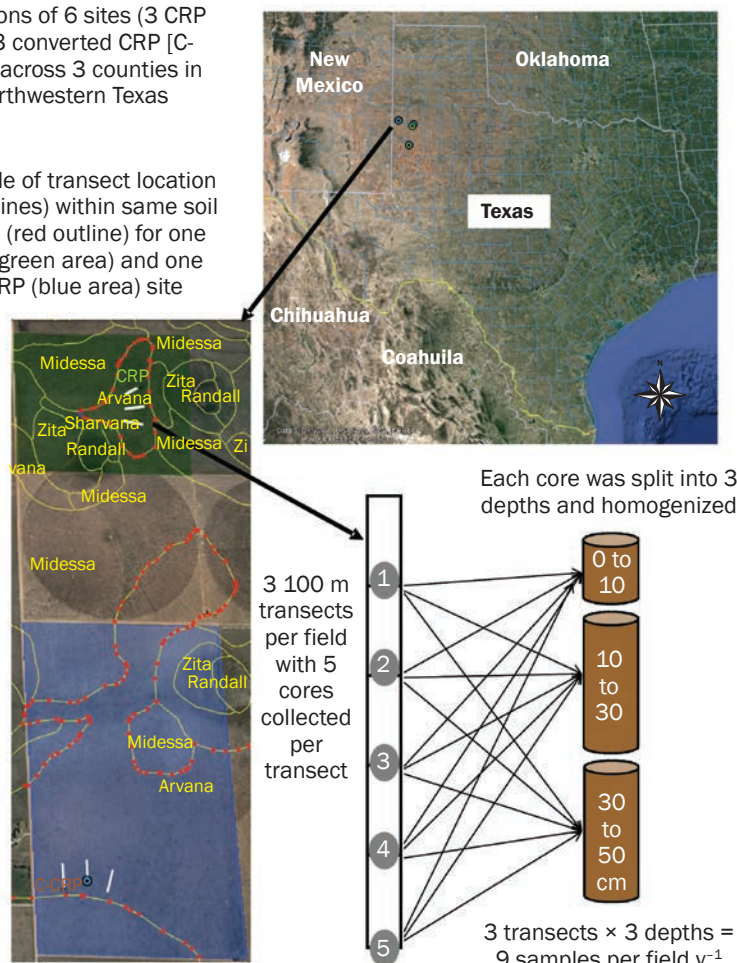 ons of 6 sites (3 CRP
3 converted CRP [C-
across 3 counties in
rthwestern Texas
le of transect location
ines) within same soil
(red outline) for one
green area) and one
RP (blue area) site
New
Mexico
Oklahoma
Texas
Chihuahua
Coahuila
N
Midessa
Midessa
CRP
Zita
Randall
Arvana
Sharvana
Zita
Randall
Midessa
Zi
vana
Midessa
Midessa
Zita
Randall
Midessa
Arvana
C-CRP
Each core was split into 3
depths and homogenized
3 100 m
transects
per field
with 5
cores
collected
per
transect
1
2
3
4
5
0 to
10
10
to
30
30
to
50
cm
3 transects × 3 depths =
9 samples per field y⁻¹